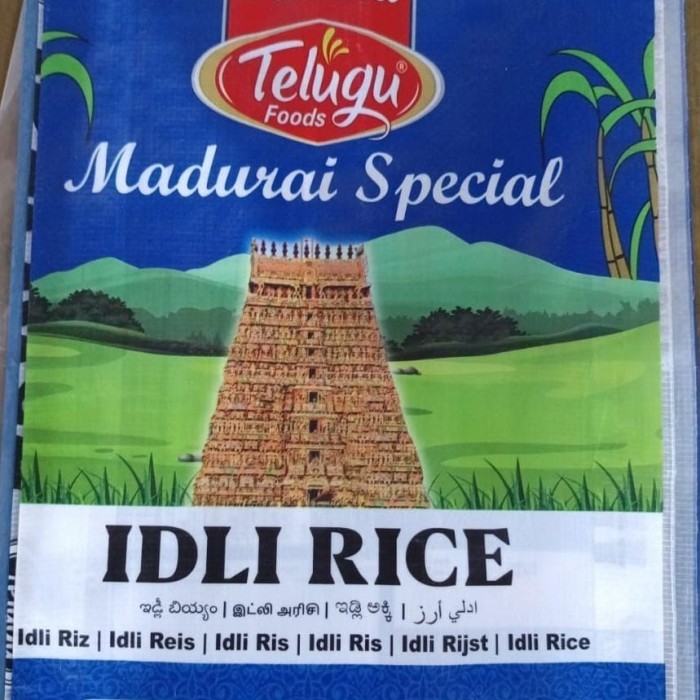 Telugu®
Foods
Madurai Special
IDLI RICE
ఇడ్లీ బియ్యం | இட்லி அரிசி | ಇಡ್ಲಿ ಅಕ್ಕಿ | ادلي أرز
Idli Riz | Idli Reis | Idli Ris | Idli Ris | Idli Rijst | Idli Rice